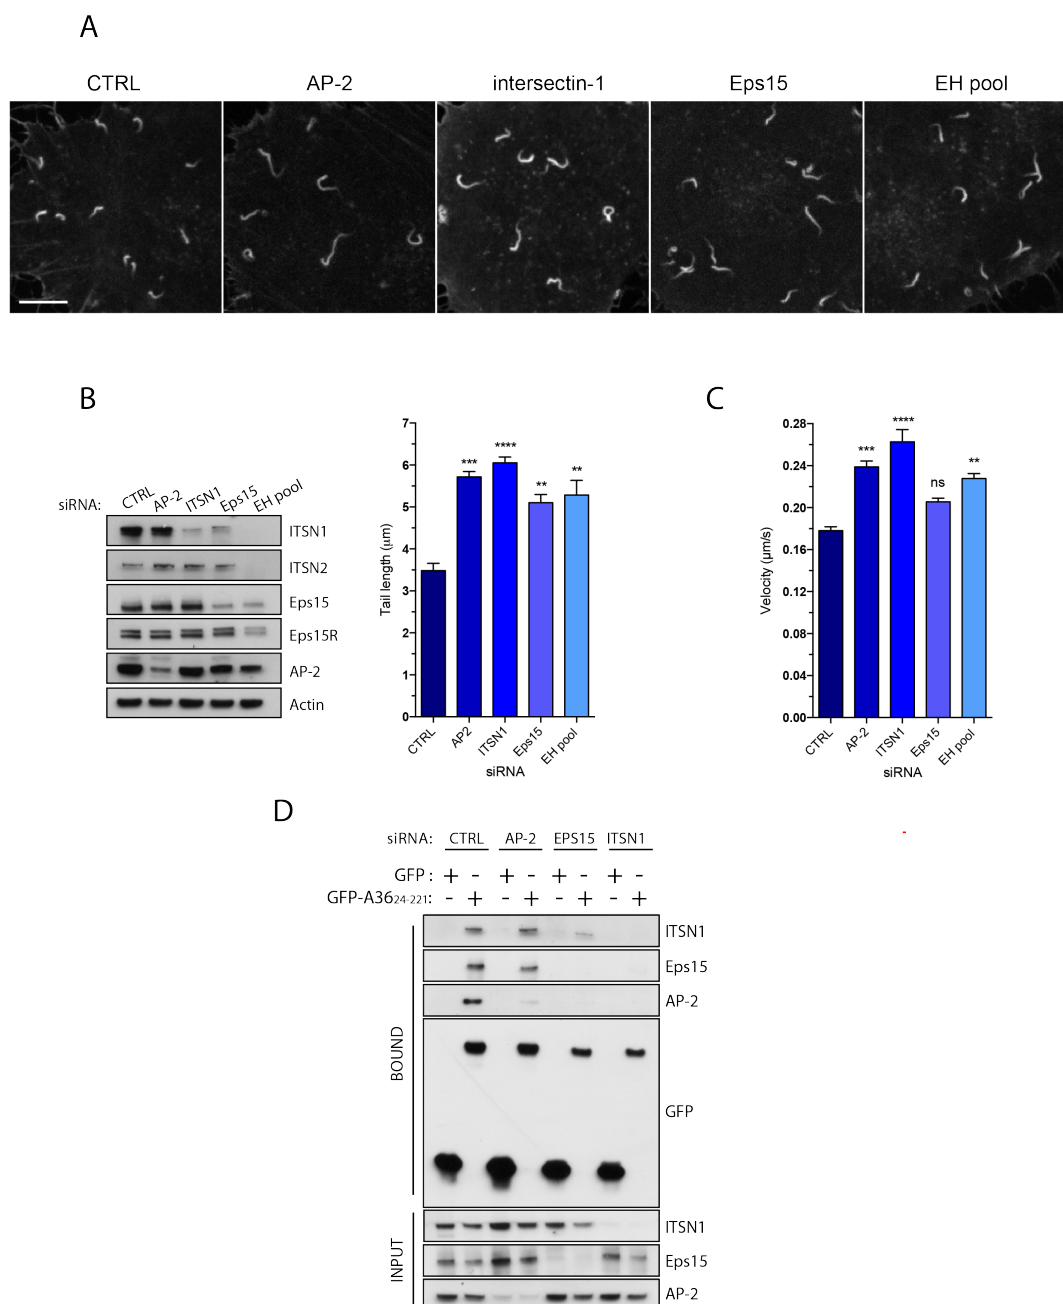 A
CTRL AP-2 intersectin-1 Eps15 EH pool
B
siRNA: CTRL AP-2 ITSN1 Eps15 EH pool
ITSN1
ITSN2
Eps15
Eps15R
AP-2
Actin
7
6
5
4
3
2
1
0
Tail length (μm)
***
****
**
**
CTRL AP2 ITSN1 Eps15 EH pool
siRNA
C
0.28
0.24
0.20
0.16
0.12
0.08
0.04
0.00
Velocity (μm/s)
***
****
ns
**
CTRL AP-2 ITSN1 Eps15 EH pool
siRNA
D
siRNA: CTRL AP-2 EPS15 ITSN1
GFP : + - + - + - + -
GFP-A3624-221: - + - + - + - +
BOUND
ITSN1
Eps15
AP-2
GFP
INPUT
ITSN1
Eps15
AP-2